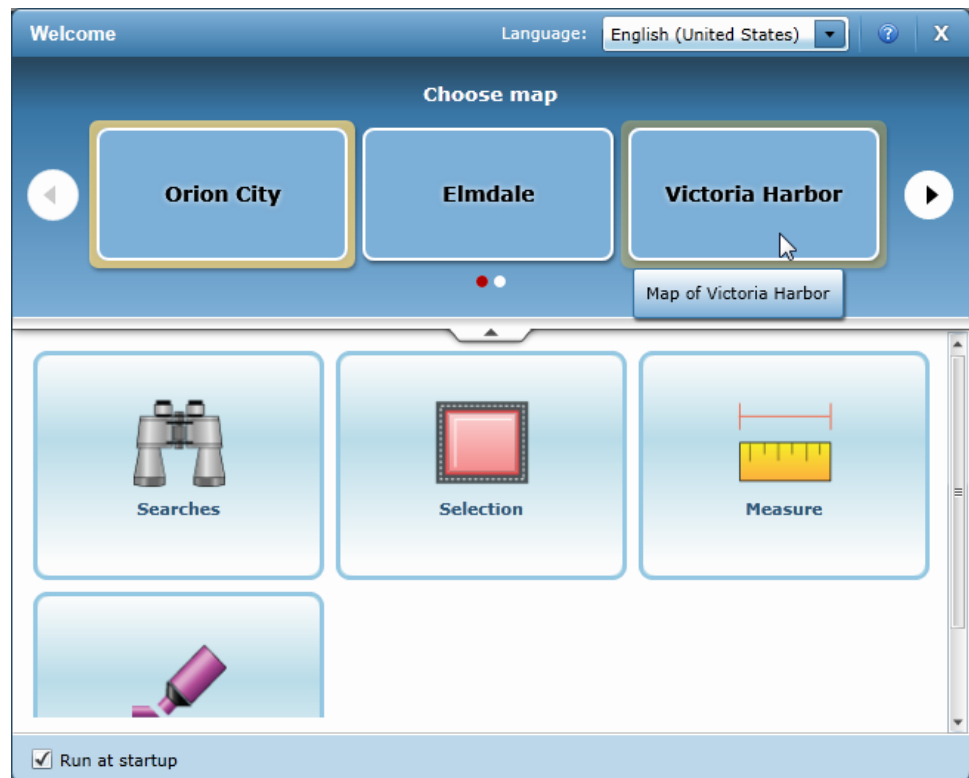 Welcome
Language: English (United States) ? X
Choose map
Orion City
Elmdale
Victoria Harbor
Map of Victoria Harbor
Searches
Selection
Measure
Run at startup